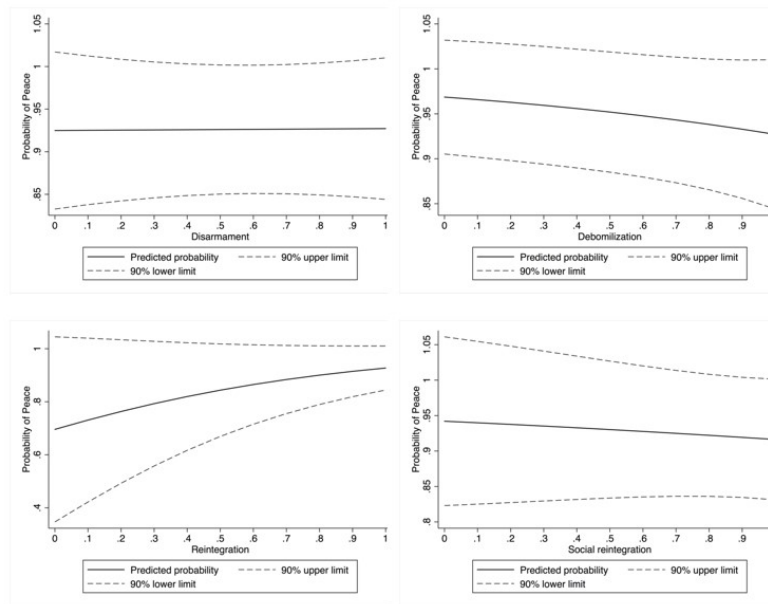 Probability of Peace
1.05
1
.95
.9
.85
0 .1 .2 .3 .4 .5 .6 .7 .8 .9 1
Disarmament
Predicted probability 90% upper limit
90% lower limit
Probability of Peace
1.05
1
.95
.9
.85
0 .1 .2 .3 .4 .5 .6 .7 .8 .9
Debomilization
Predicted probability 90% upper limit
90% lower limit
Probability of Peace
1
.8
.6
.4
0 .1 .2 .3 .4 .5 .6 .7 .8 .9 1
Reintegration
Predicted probability 90% upper limit
90% lower limit
Probability of Peace
1.05
1
.95
.9
.85
.8
0 .1 .2 .3 .4 .5 .6 .7 .8 .9
Social reintegration
Predicted probability 90% upper limit
90% lower limit